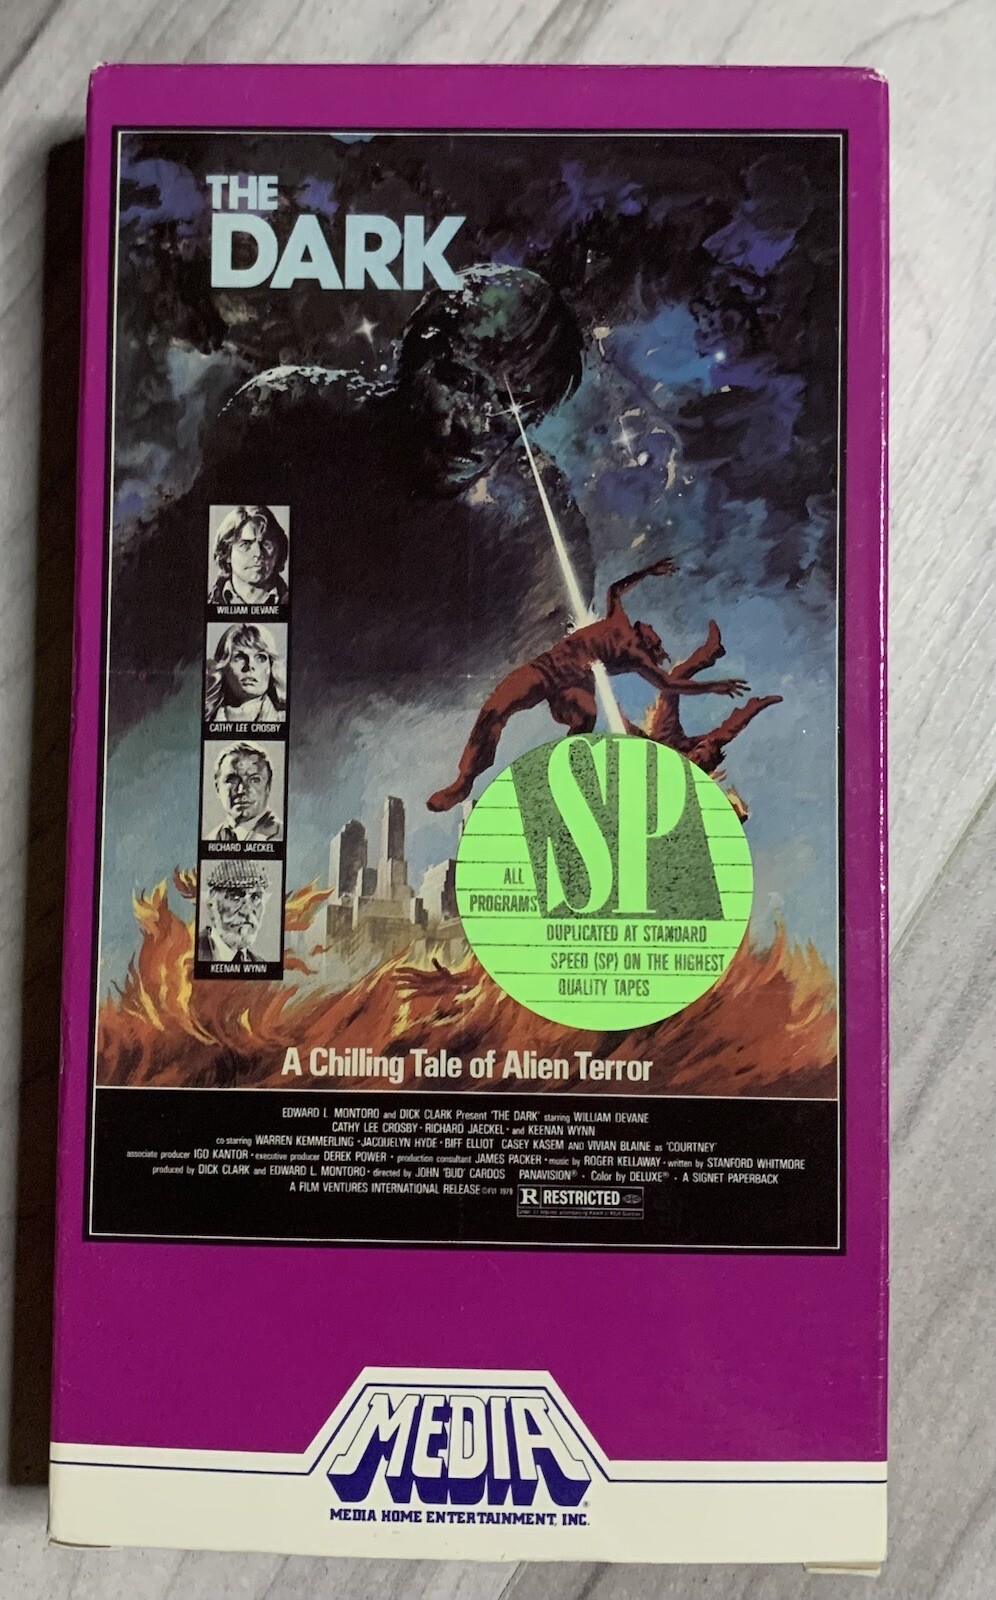 THE
DARK
WILLIAM DEVANE
CATHY LEE CROSBY
RICHARD JAECKEL
KEENAN WYNN
SP
ALL
PROGRAMS
DUPLICATED AT STANDARD
SPEED (SP) ON THE HIGHEST
QUALITY TAPES
A Chilling Tale of Alien Terror
EDWARD L. MONTORO and DICK CLARK Present 'THE DARK' starring WILLIAM DEVANE
CATHY LEE CROSBY · RICHARD JAECKEL · and KEENAN WYNN
co-starring WARREN KEMMERLING · JACQUELYN HYDE · BIFF ELLIOT CASEY KASEM AND VIVIAN BLAINE as 'COURTNEY'
associate producer IGO KANTOR · executive producer DEREK POWER · production consultant JAMES PACKER · music by ROGER KELLAWAY · written by STANFORD WHITMORE
produced by DICK CLARK and EDWARD L. MONTORO · directed by JOHN 'BUD' CARDOS PANAVISION® · Color by DELUXE® · A SIGNET PAPERBACK
A FILM VENTURES INTERNATIONAL RELEASE ©FVI 1979 R RESTRICTED
MEDIA®
MEDIA HOME ENTERTAINMENT, INC.